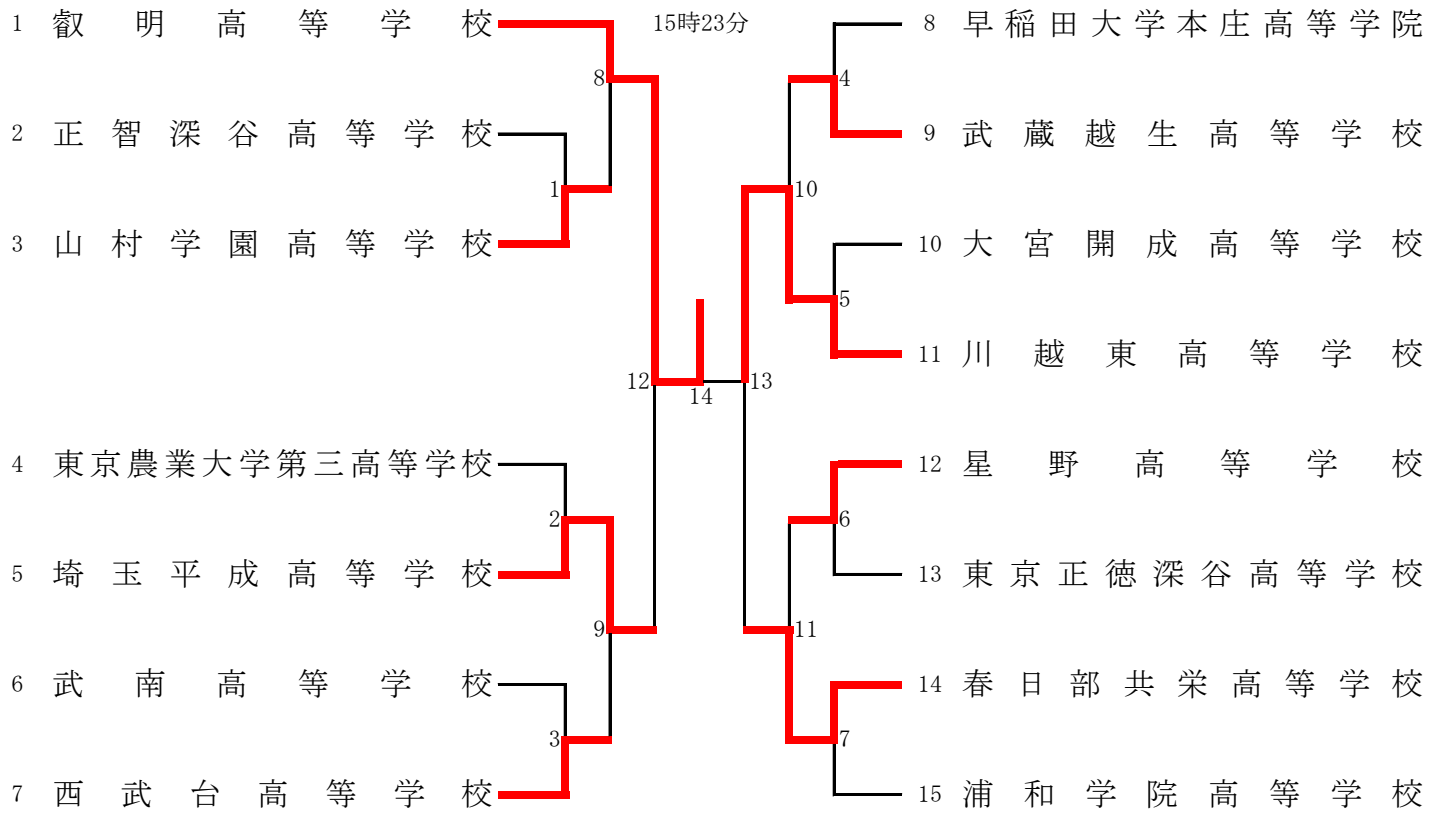 1 叡明高等学校
15時23分
8 早稲田大学本庄高等学院
8
4
2 正智深谷高等学校
9 武蔵越生高等学校
1
10
3 山村学園高等学校
10 大宮開成高等学校
5
11 川越東高等学校
12
14
13
4 東京農業大学第三高等学校
12 星野高等学校
2
6
5 埼玉平成高等学校
13 東京正徳深谷高等学校
9
11
6 武南高等学校
14 春日部共栄高等学校
3
7
7 西武台高等学校
15 浦和学院高等学校